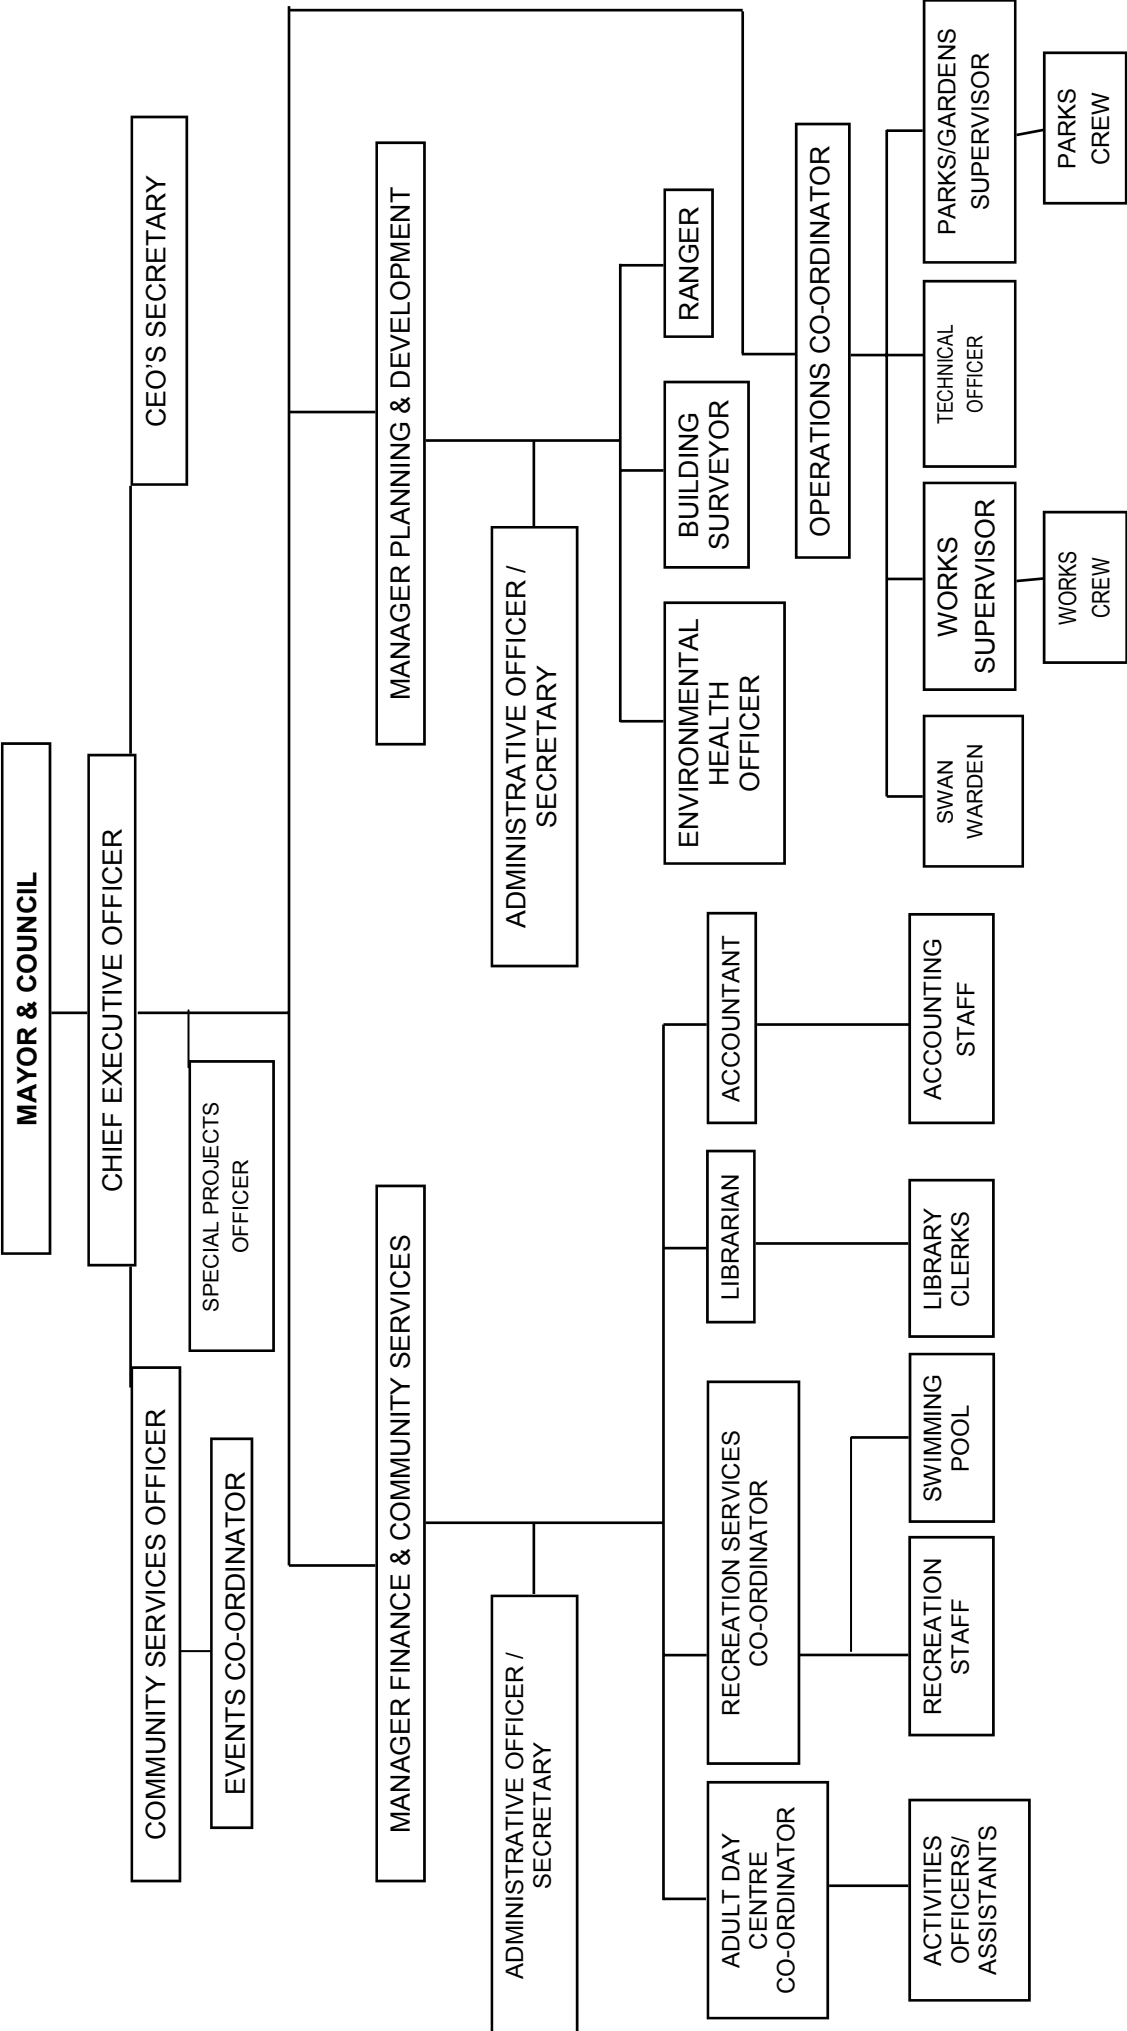 MAYOR & COUNCIL
CHIEF EXECUTIVE OFFICER
COMMUNITY SERVICES OFFICER
CEO'S SECRETARY
SPECIAL PROJECTS
OFFICER
EVENTS CO-ORDINATOR
MANAGER FINANCE & COMMUNITY SERVICES
MANAGER PLANNING & DEVELOPMENT
ADMINISTRATIVE OFFICER /
SECRETARY
ADMINISTRATIVE OFFICER /
SECRETARY
ENVIRONMENTAL
HEALTH
OFFICER
BUILDING
SURVEYOR
RANGER
ADULT DAY
CENTRE
CO-ORDINATOR
RECREATION SERVICES
CO-ORDINATOR
LIBRARIAN
ACCOUNTANT
OPERATIONS CO-ORDINATOR
ACTIVITIES
OFFICERS/
ASSISTANTS
RECREATION
STAFF
SWIMMING
POOL
LIBRARY
CLERKS
ACCOUNTING
STAFF
SWAN
WARDEN
WORKS
SUPERVISOR
TECHNICAL
OFFICER
PARKS/GARDENS
SUPERVISOR
WORKS
CREW
PARKS
CREW